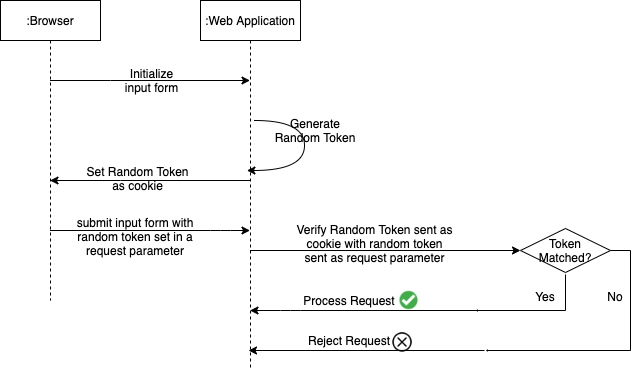 :Browser
:Web Application
Initialize
input form
Generate
Random Token
Set Random Token
as cookie
submit input form with
random token set in a
request parameter
Verify Random Token sent as
cookie with random token
sent as request parameter
Token
Matched?
Yes
No
Process Request
Reject Request